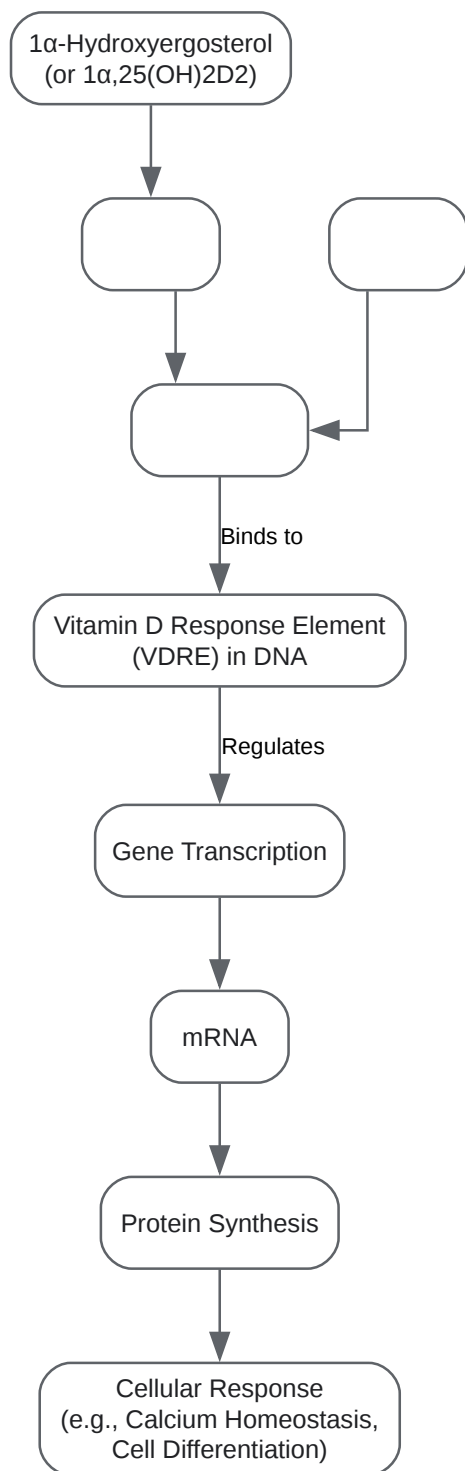 1α-Hydroxyergosterol
(or 1α,25(OH)2D2)
Binds to
Vitamin D Response Element
(VDRE) in DNA
Regulates
Gene Transcription
mRNA
Protein Synthesis
Cellular Response
(e.g., Calcium Homeostasis,
Cell Differentiation)